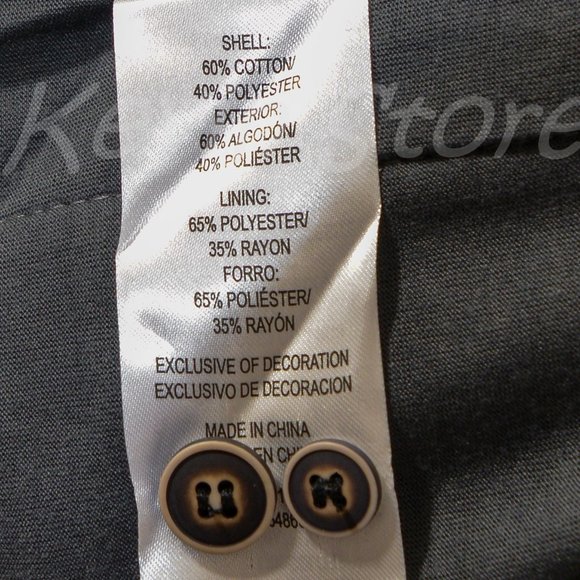 SHELL:
60% COTTON/
40% POLYESTER
EXTERIOR:
60% ALGODÓN/
40% POLIÉSTER
LINING:
65% POLYESTER/
35% RAYON
FORRO:
65% POLIÉSTER/
35% RAYÓN
EXCLUSIVE OF DECORATION
EXCLUSIVO DE DECORACION
MADE IN CHINA